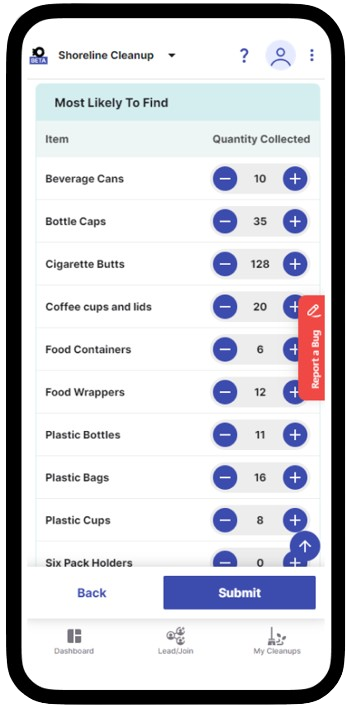 BETA
Shoreline Cleanup
?
Most Likely To Find
Item Quantity Collected
Beverage Cans − 10 +
Bottle Caps − 35 +
Cigarette Butts − 128 +
Coffee cups and lids − 20 +
Food Containers − 6 +
Food Wrappers − 12 +
Plastic Bottles − 11 +
Plastic Bags − 16 +
Plastic Cups − 8 +
Six Pack Holders − 0 +
Report a Bug
Back Submit
Dashboard Lead/Join My Cleanups